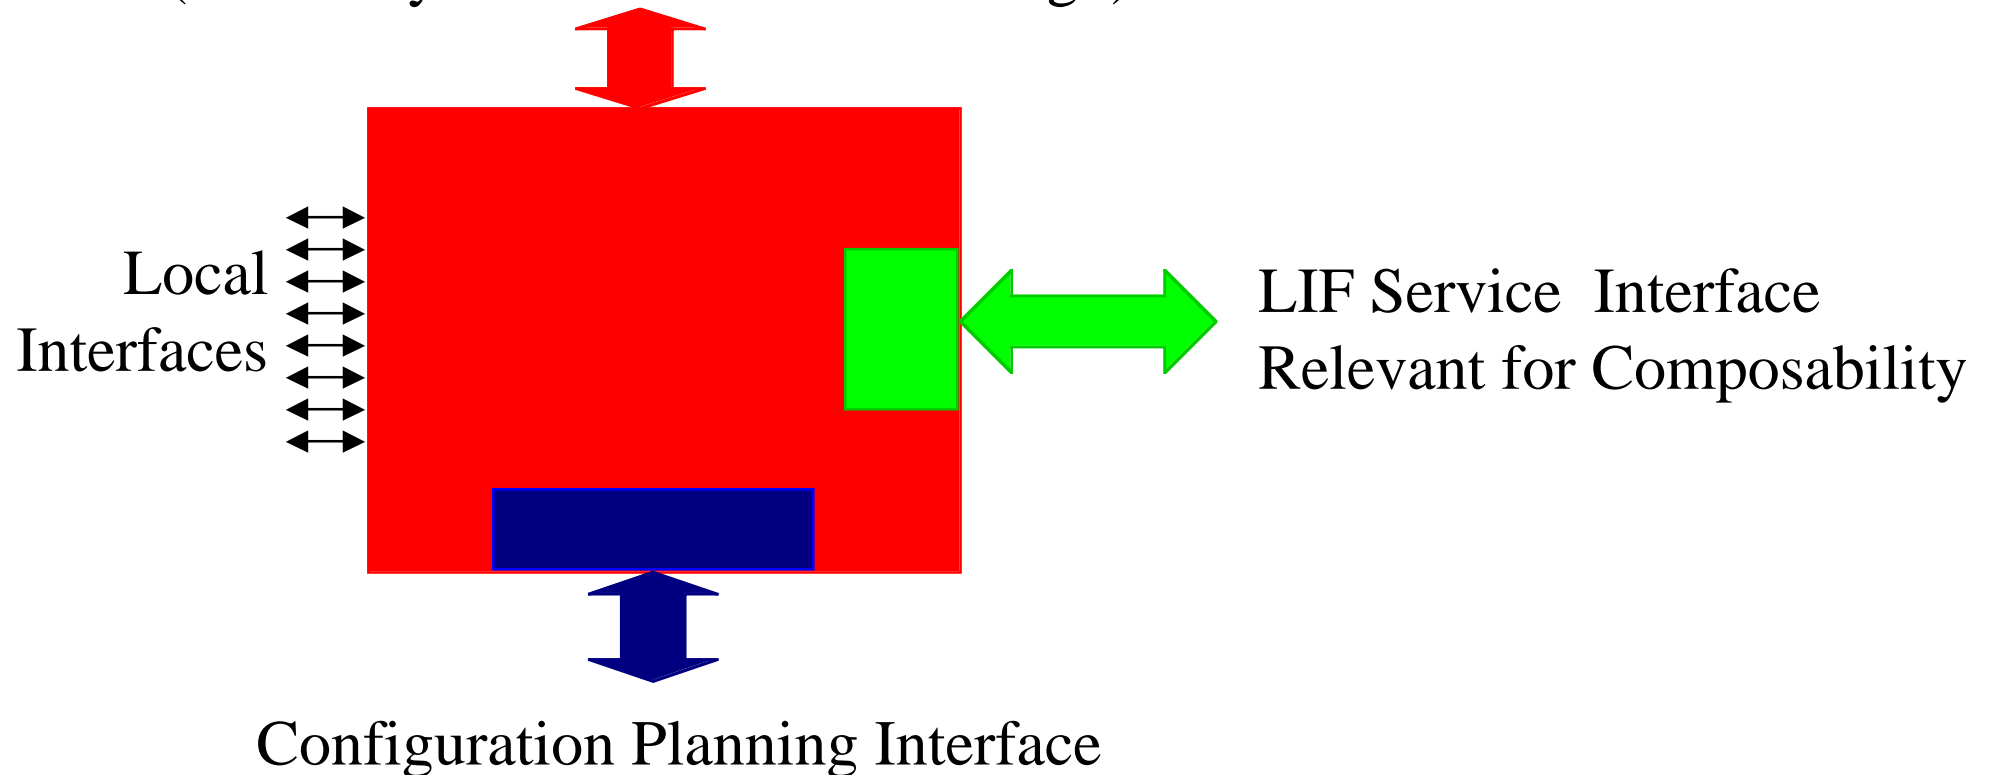 Local
Interfaces
LIF Service Interface
Relevant for Composability
Configuration Planning Interface